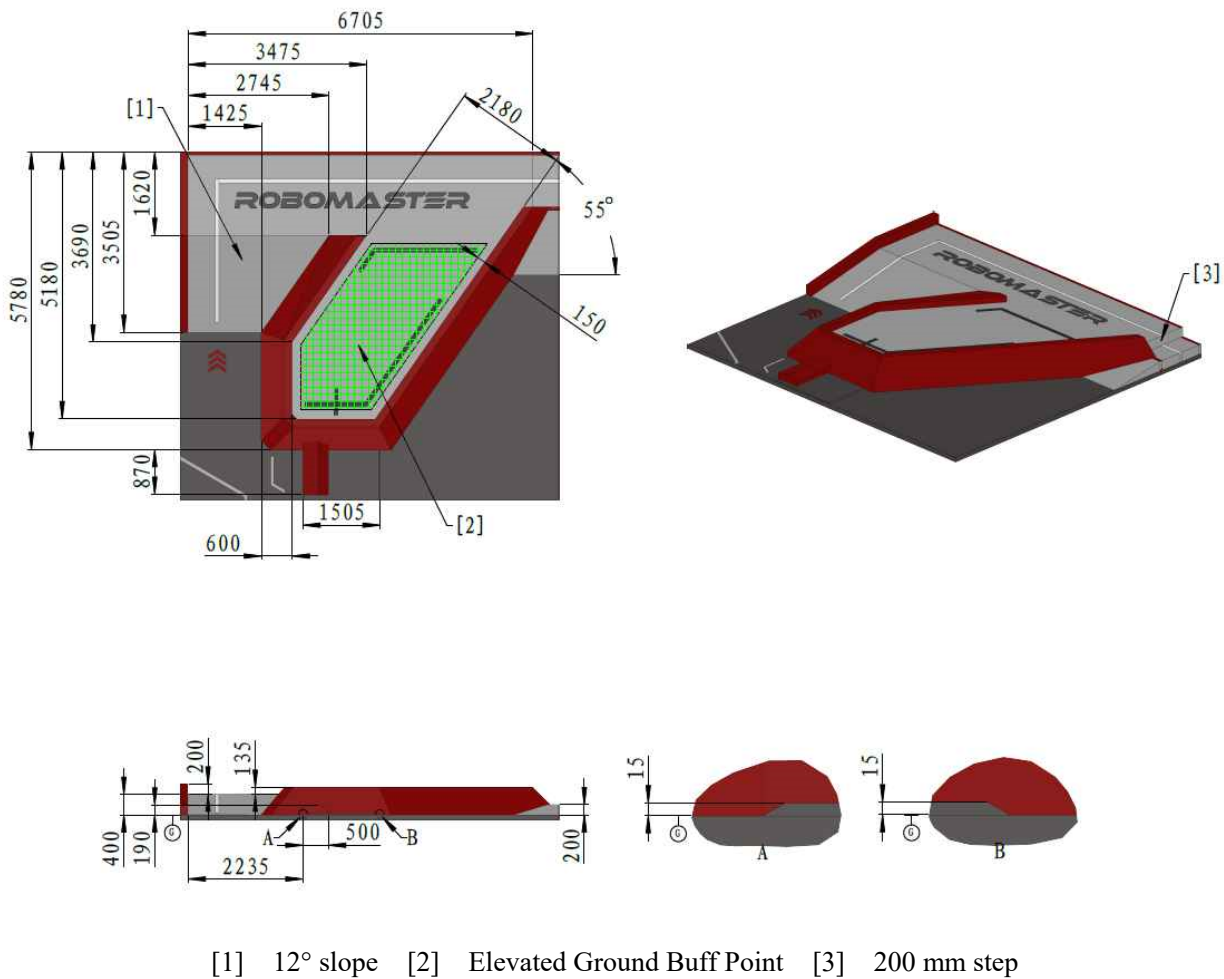 6705
3475
2745
1425
[1]
2180
ROBOMASTER
55°
1620
3505
3690
5180
5780
150
870
1505
600
[2]
ROBOMASTER
[3]
200
135
400
190
G
A
500
B
200
2235
15
G
A
15
G
B
[1] 12° slope [2] Elevated Ground Buff Point [3] 200 mm step